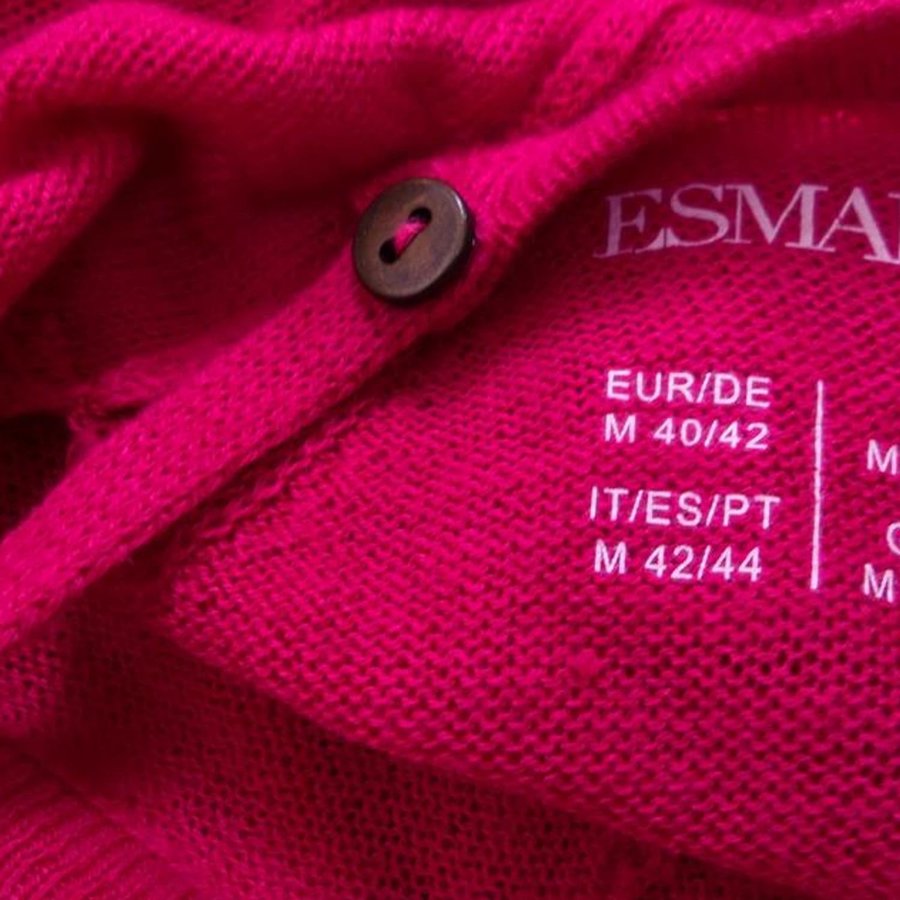 ESMA
EUR/DE
M 40/42
IT/ES/PT
M 42/44
M
M